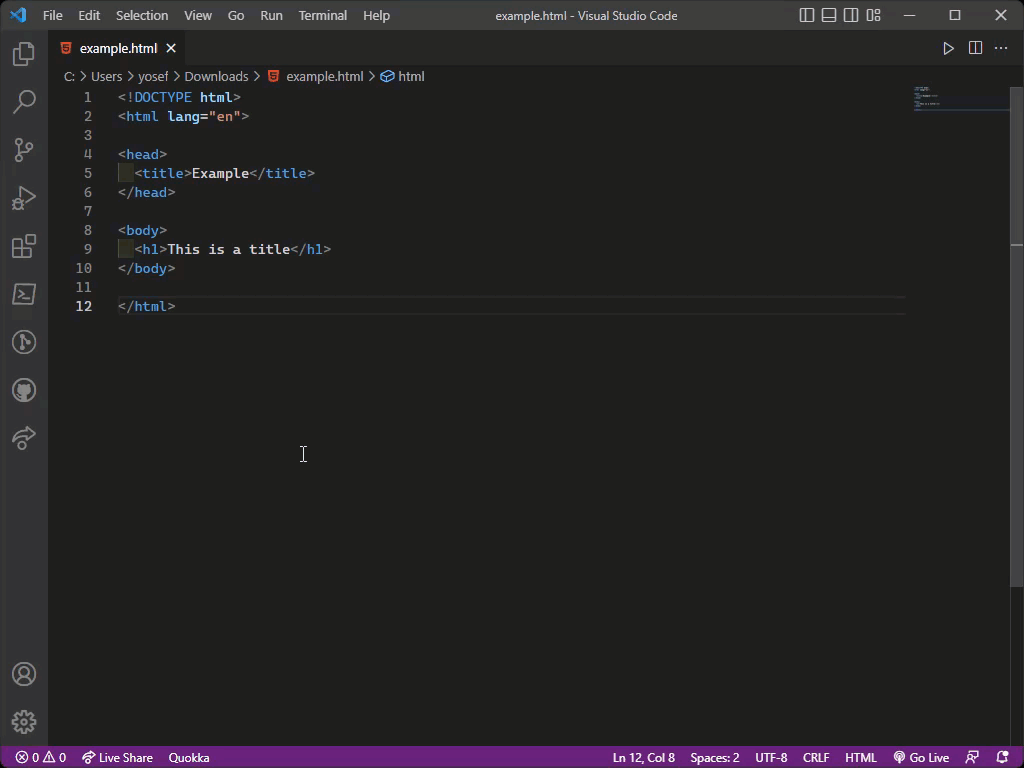 File Edit Selection View Go Run Terminal Help example.html - Visual Studio Code
example.html
C: > Users > yosef > Downloads > example.html > html
1 <!DOCTYPE html>
2 <html lang="en">
3
4 <head>
5 <title>Example</title>
6 </head>
7
8 <body>
9 <h1>This is a title</h1>
10 </body>
11
12 </html>
0 0 Live Share Quokka Ln 12, Col 8 Spaces: 2 UTF-8 CRLF HTML Go Live